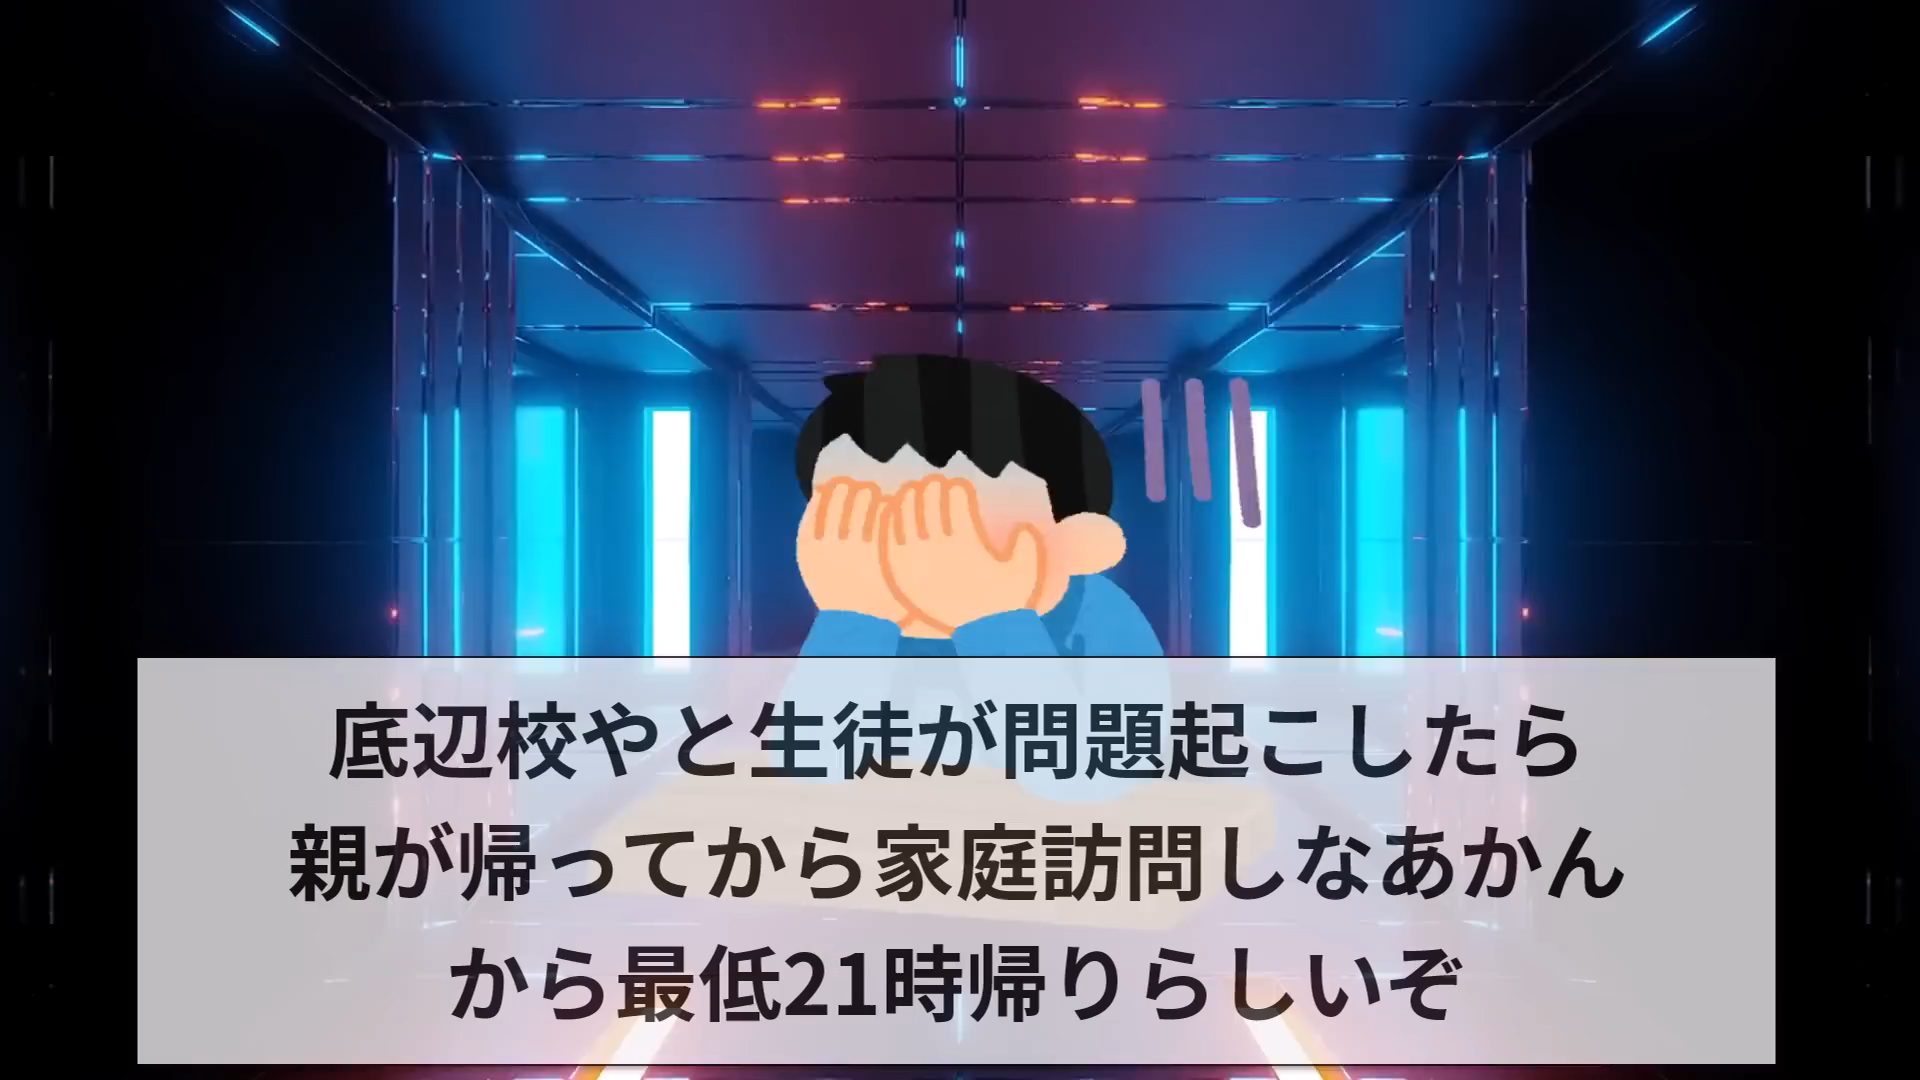 底辺校やと生徒が問題起こしたら
親が帰ってから家庭訪問しなあかん
から最低21時帰りらしいぞ